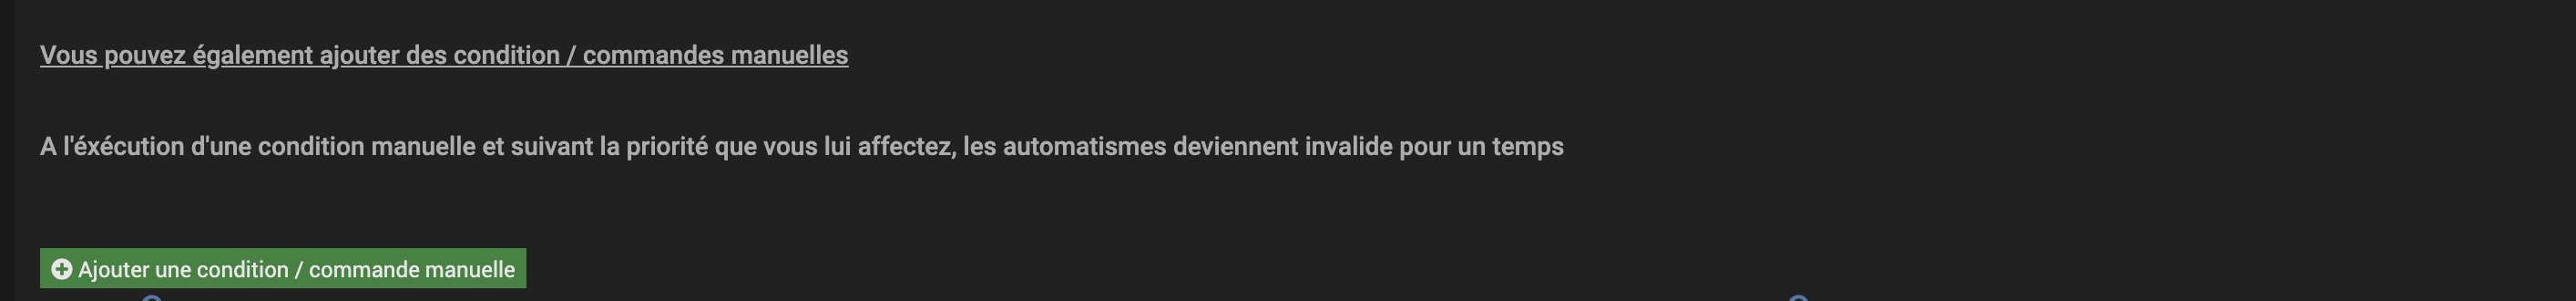 Vous pouvez également ajouter des condition / commandes manuelles
A l'éxécution d'une condition manuelle et suivant la priorité que vous lui affectez, les automatismes deviennent invalide pour un temps
Ajouter une condition / commande manuelle